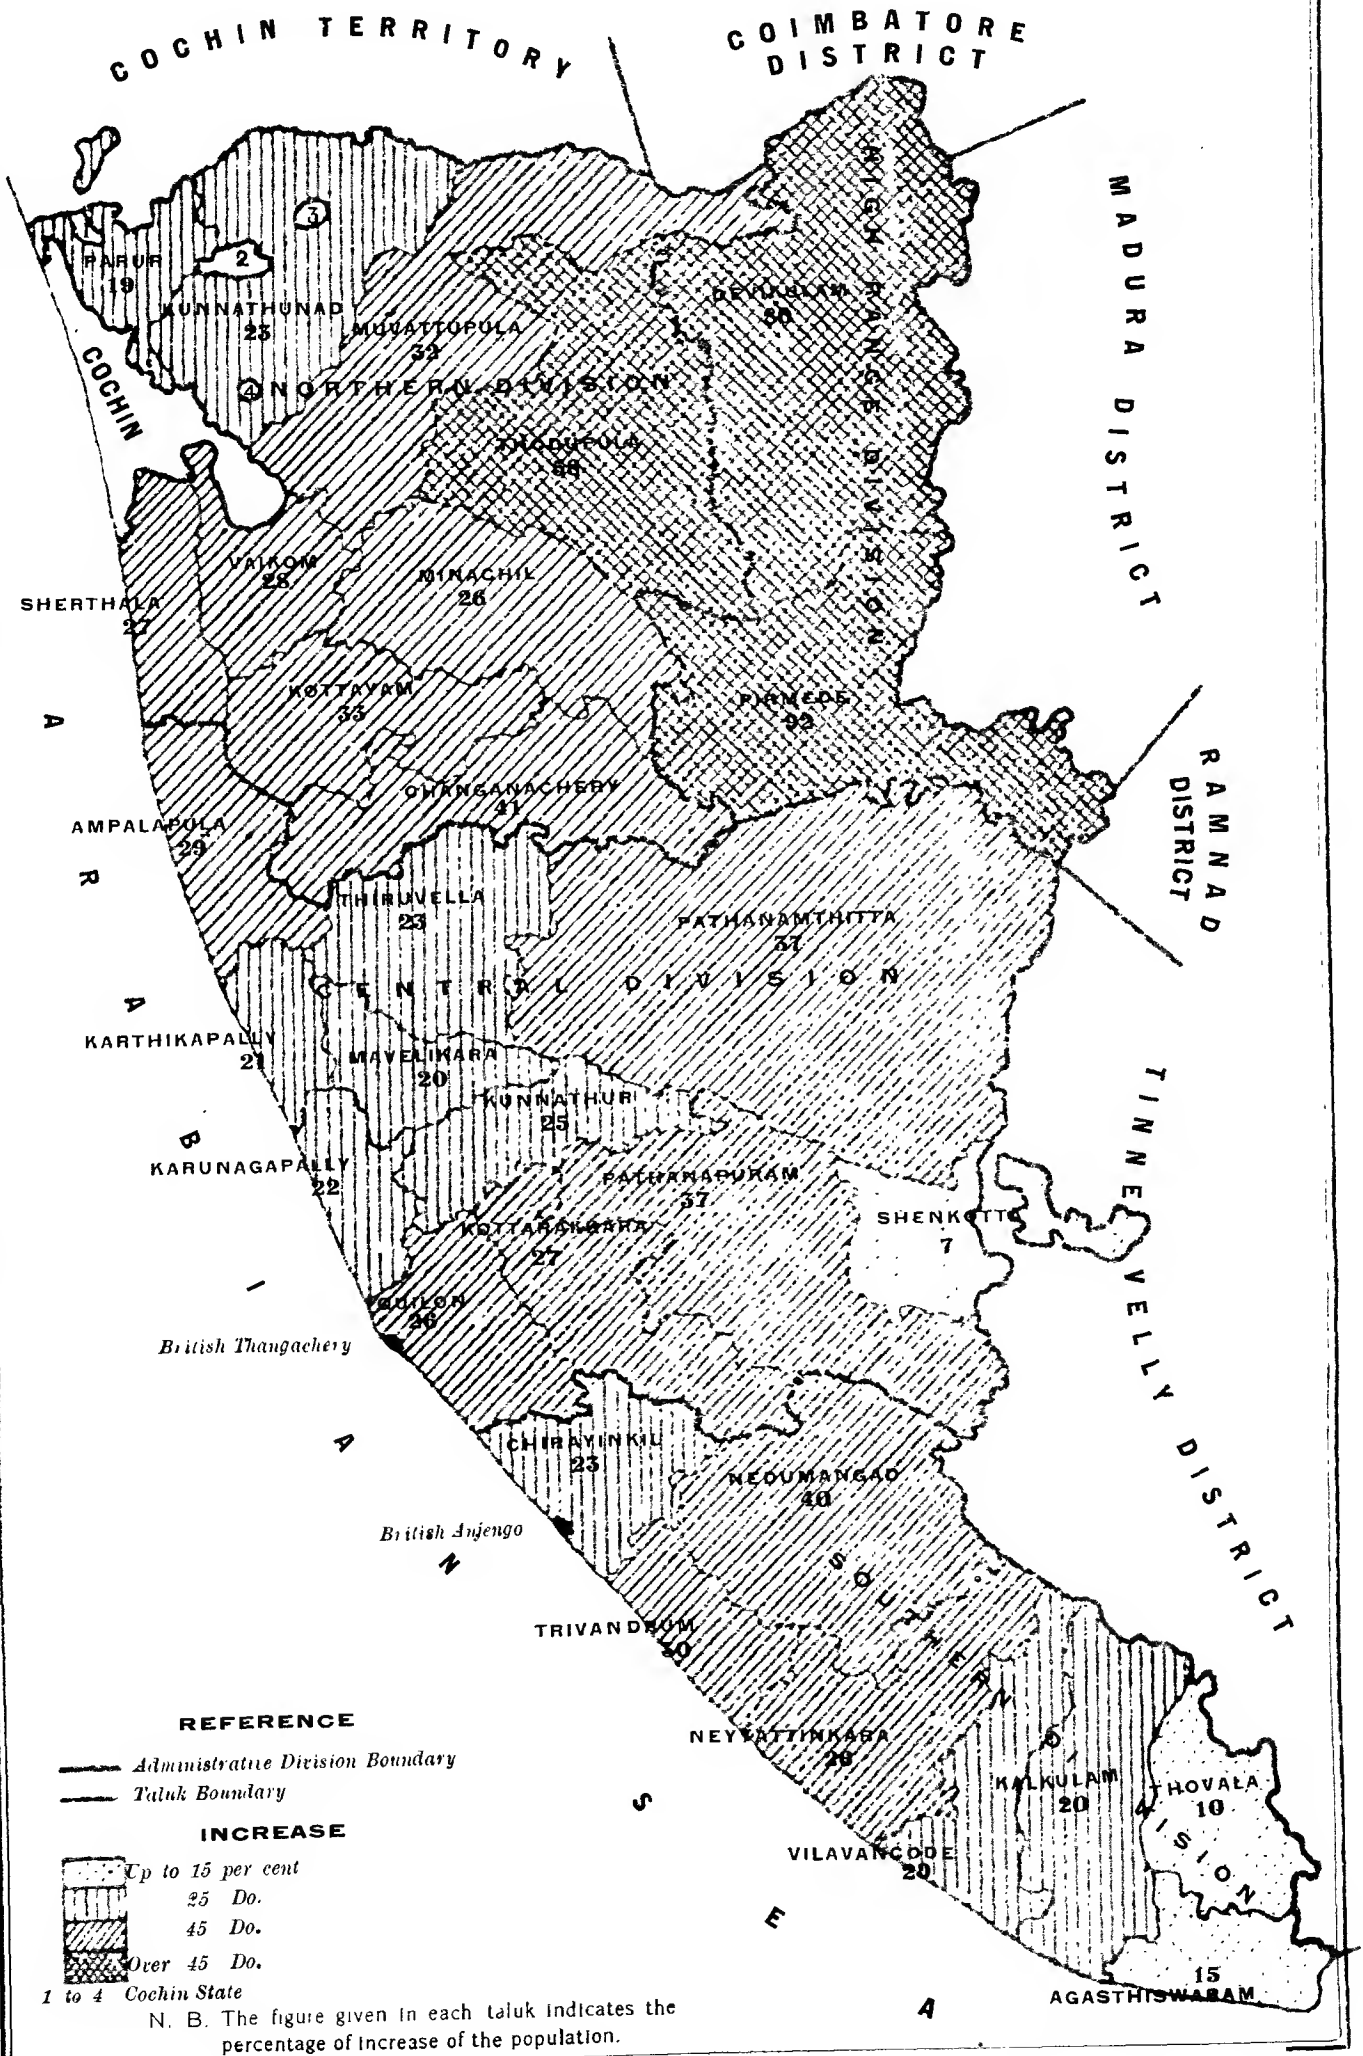 COCHIN TERRITORY
COIMBATORE
DISTRICT
MADURA DISTRICT
RAMNAD
DISTRICT
TINNEVELLY DISTRICT
ARABIAN SEA
COCHIN
HIGH RANGE DIVISION
NORTHERN DIVISION
CENTRAL DIVISION
SOUTHERN DIVISION
3
2
4
PARUR
19
KUNNATHUNAD
23
MUVATTUPULA
32
DEVIKULAM
THODUPULA
VAIKOM
28
MINACHIL
26
SHERTHALA
27
KOTTAYAM
33
PIRMEDE
92
CHANGANACHERY
41
AMPALAPULA
29
THIRUVELLA
23
PATHANAMTHITTA
37
KARTHIKAPALLY
21
MAVELIKARA
20
KUNNATHUR
25
KARUNAGAPALLY
22
PATHANAPURAM
37
SHENKOTTA
7
KOTTARAKKARA
27
QUILON
26
British Thangachery
CHIRAYINKIL
23
NEDUMANGAD
40
British Anjengo
TRIVANDRUM
NEYYATTINKARA
KALKULAM
20
THOVALA
10
VILAVANCODE
15
AGASTHISWARAM
REFERENCE
Administrative Division Boundary
Taluk Boundary
INCREASE
Up to 15 per cent
25 Do.
45 Do.
Over 45 Do.
1 to 4 Cochin State
N. B. The figure given in each taluk indicates the
percentage of increase of the population.